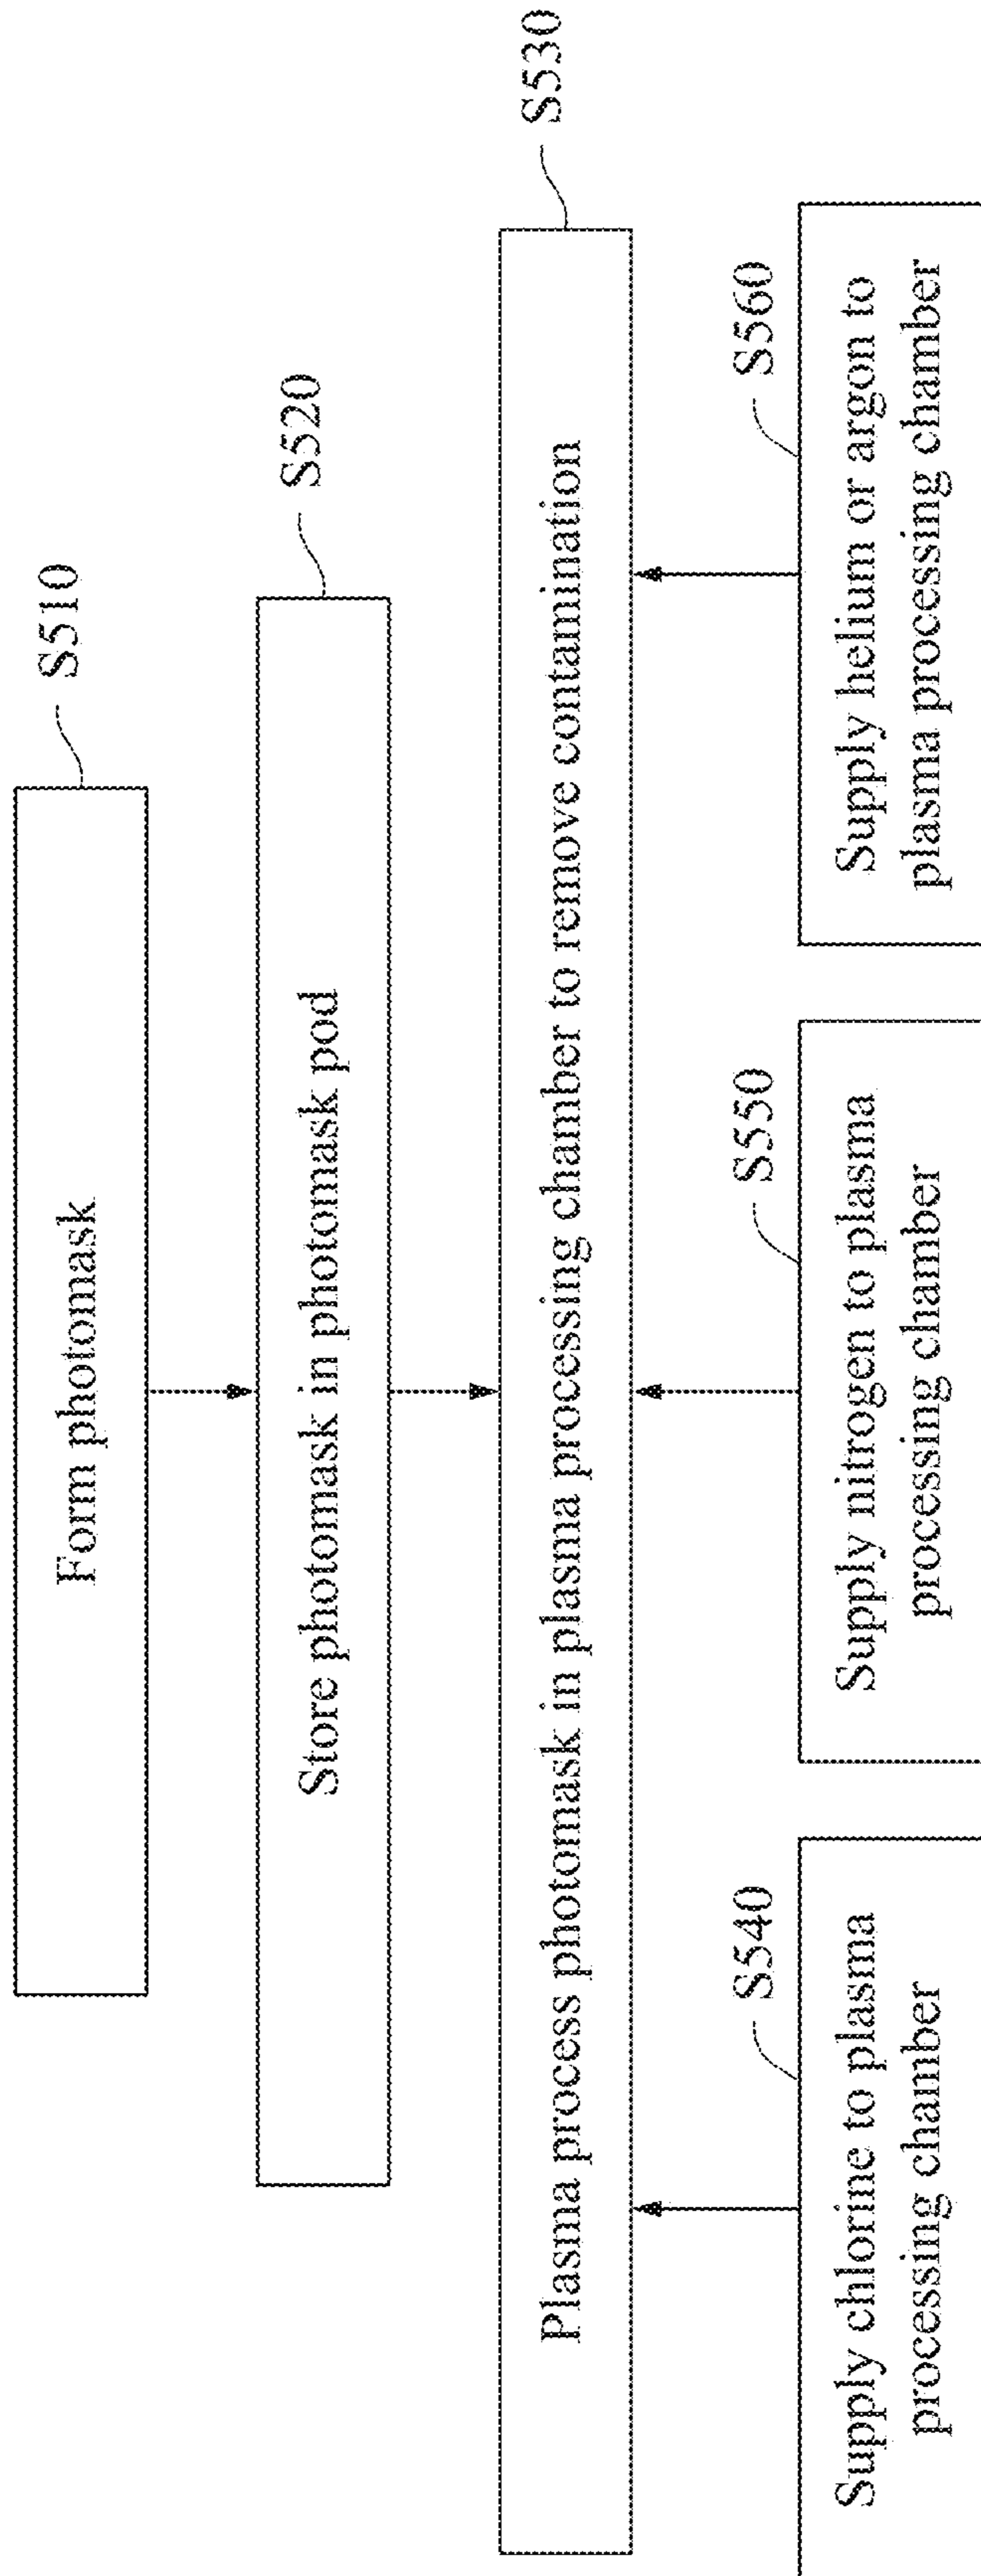 S510
Form photomask
S520
Store photomask in photomask pod
S530
Plasma process photomask in plasma processing chamber to remove contamination
S540
Supply chlorine to plasma
processing chamber
S550
Supply nitrogen to plasma
processing chamber
S560
Supply helium or argon to
plasma processing chamber